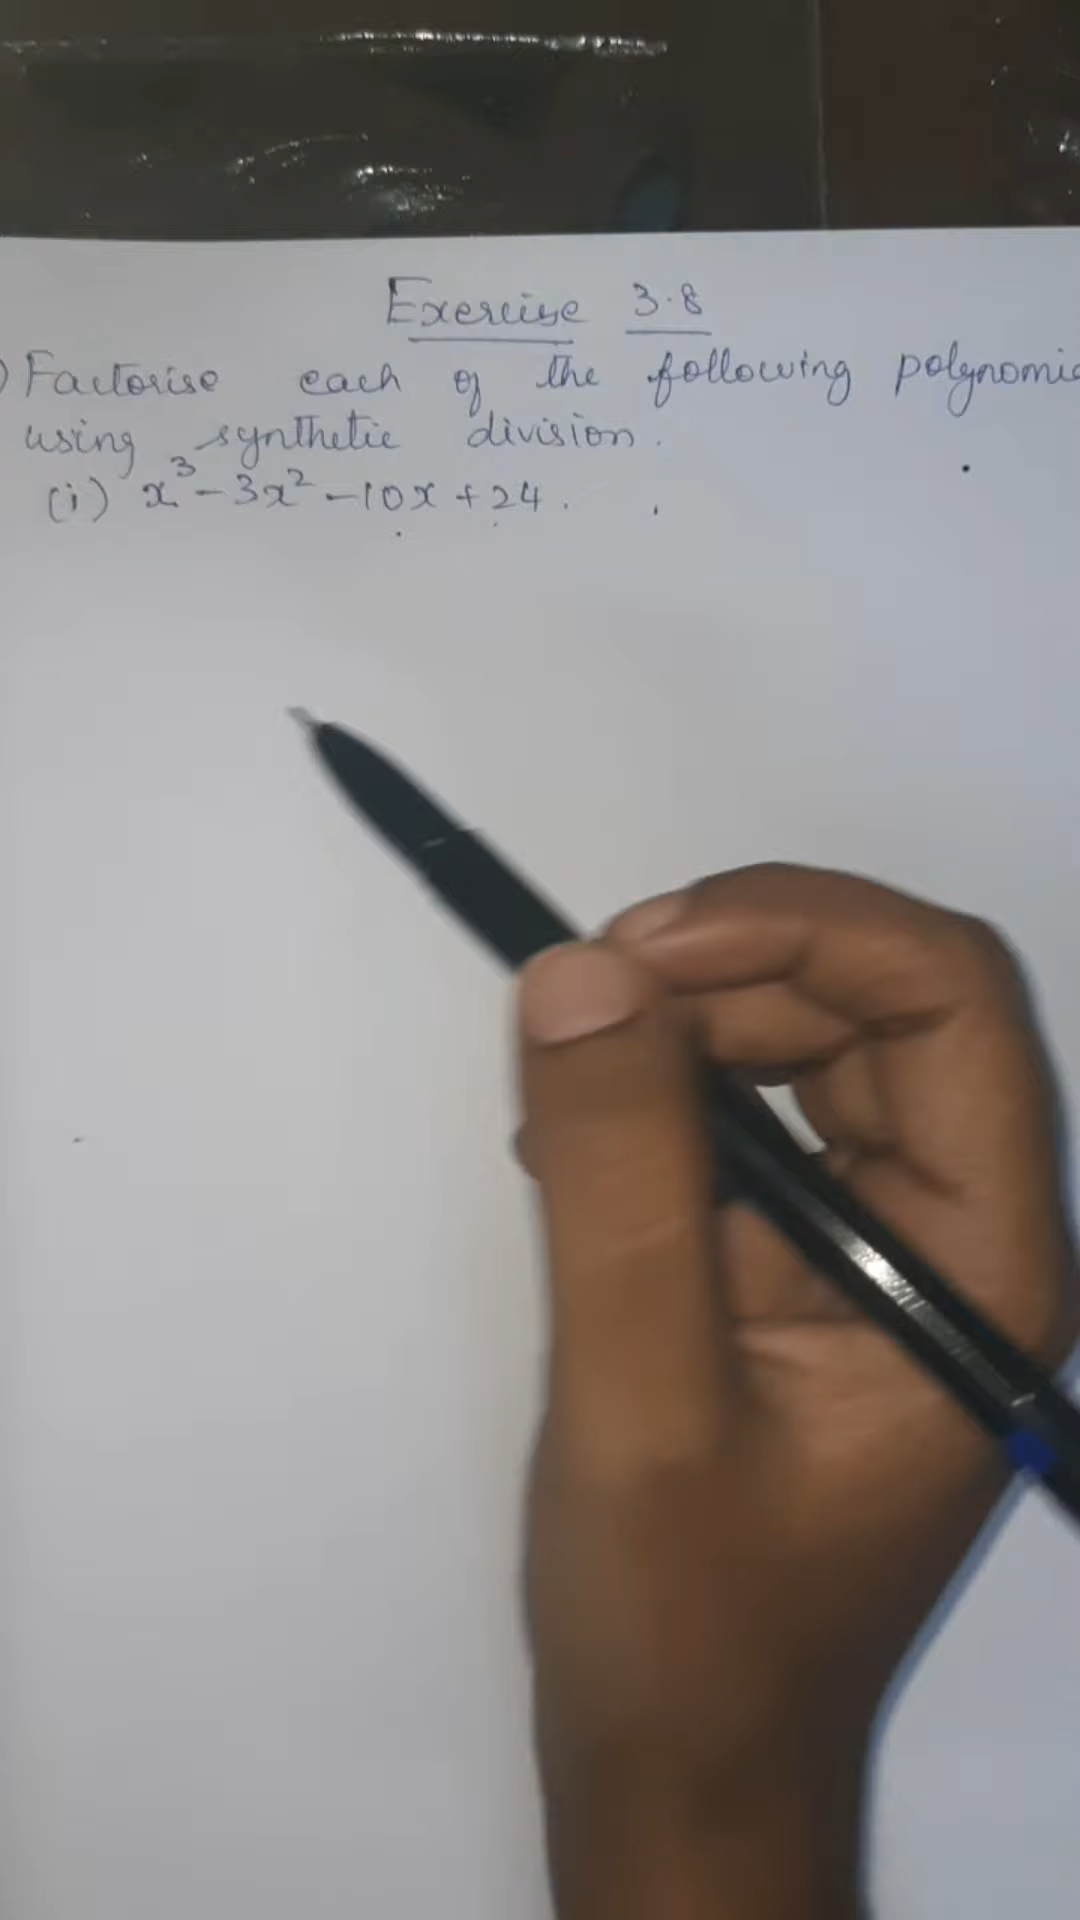 Exercise 3.8
) Factorise each of the following polynomia
using synthetic division.
(i) x³ - 3x² - 10x + 24.